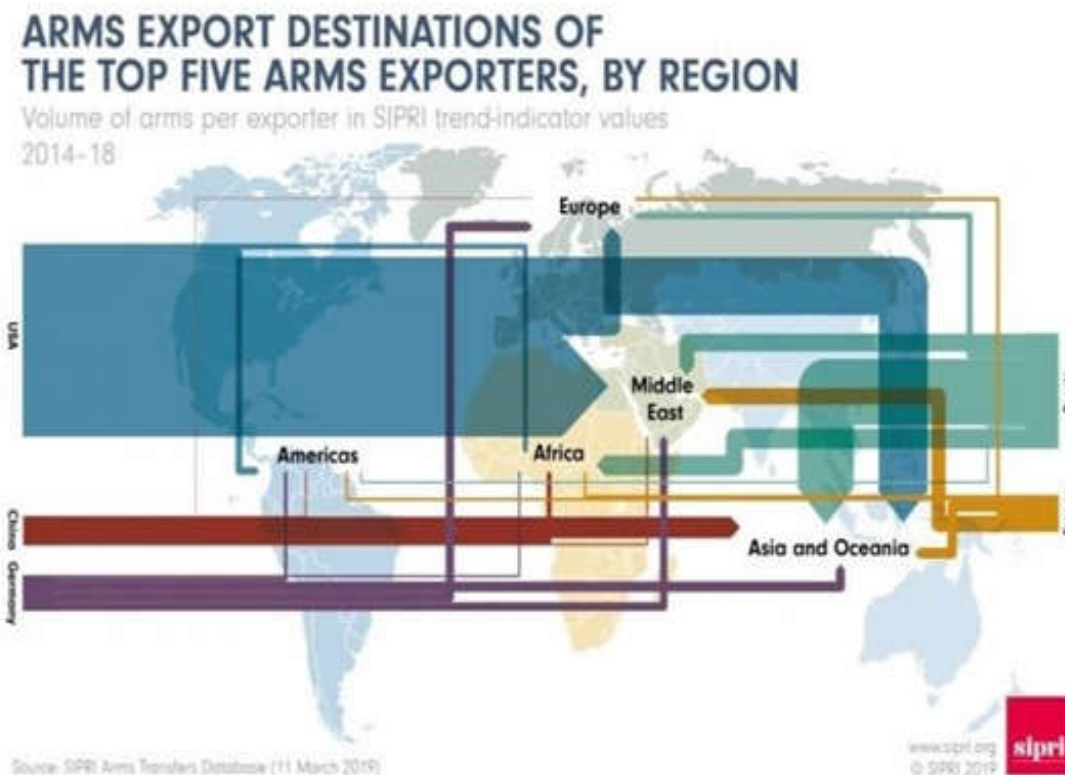 ARMS EXPORT DESTINATIONS OF
THE TOP FIVE ARMS EXPORTERS, BY REGION
Volume of arms per exporter in SIPRI trend-indicator values
2014–18
Europe
USA
Middle
East
Americas
Africa
China
Asia and Oceania
Germany
Source: SIPRI Arms Transfers Database (11 March 2019)
www.sipri.org
© SIPRI 2019
sipri